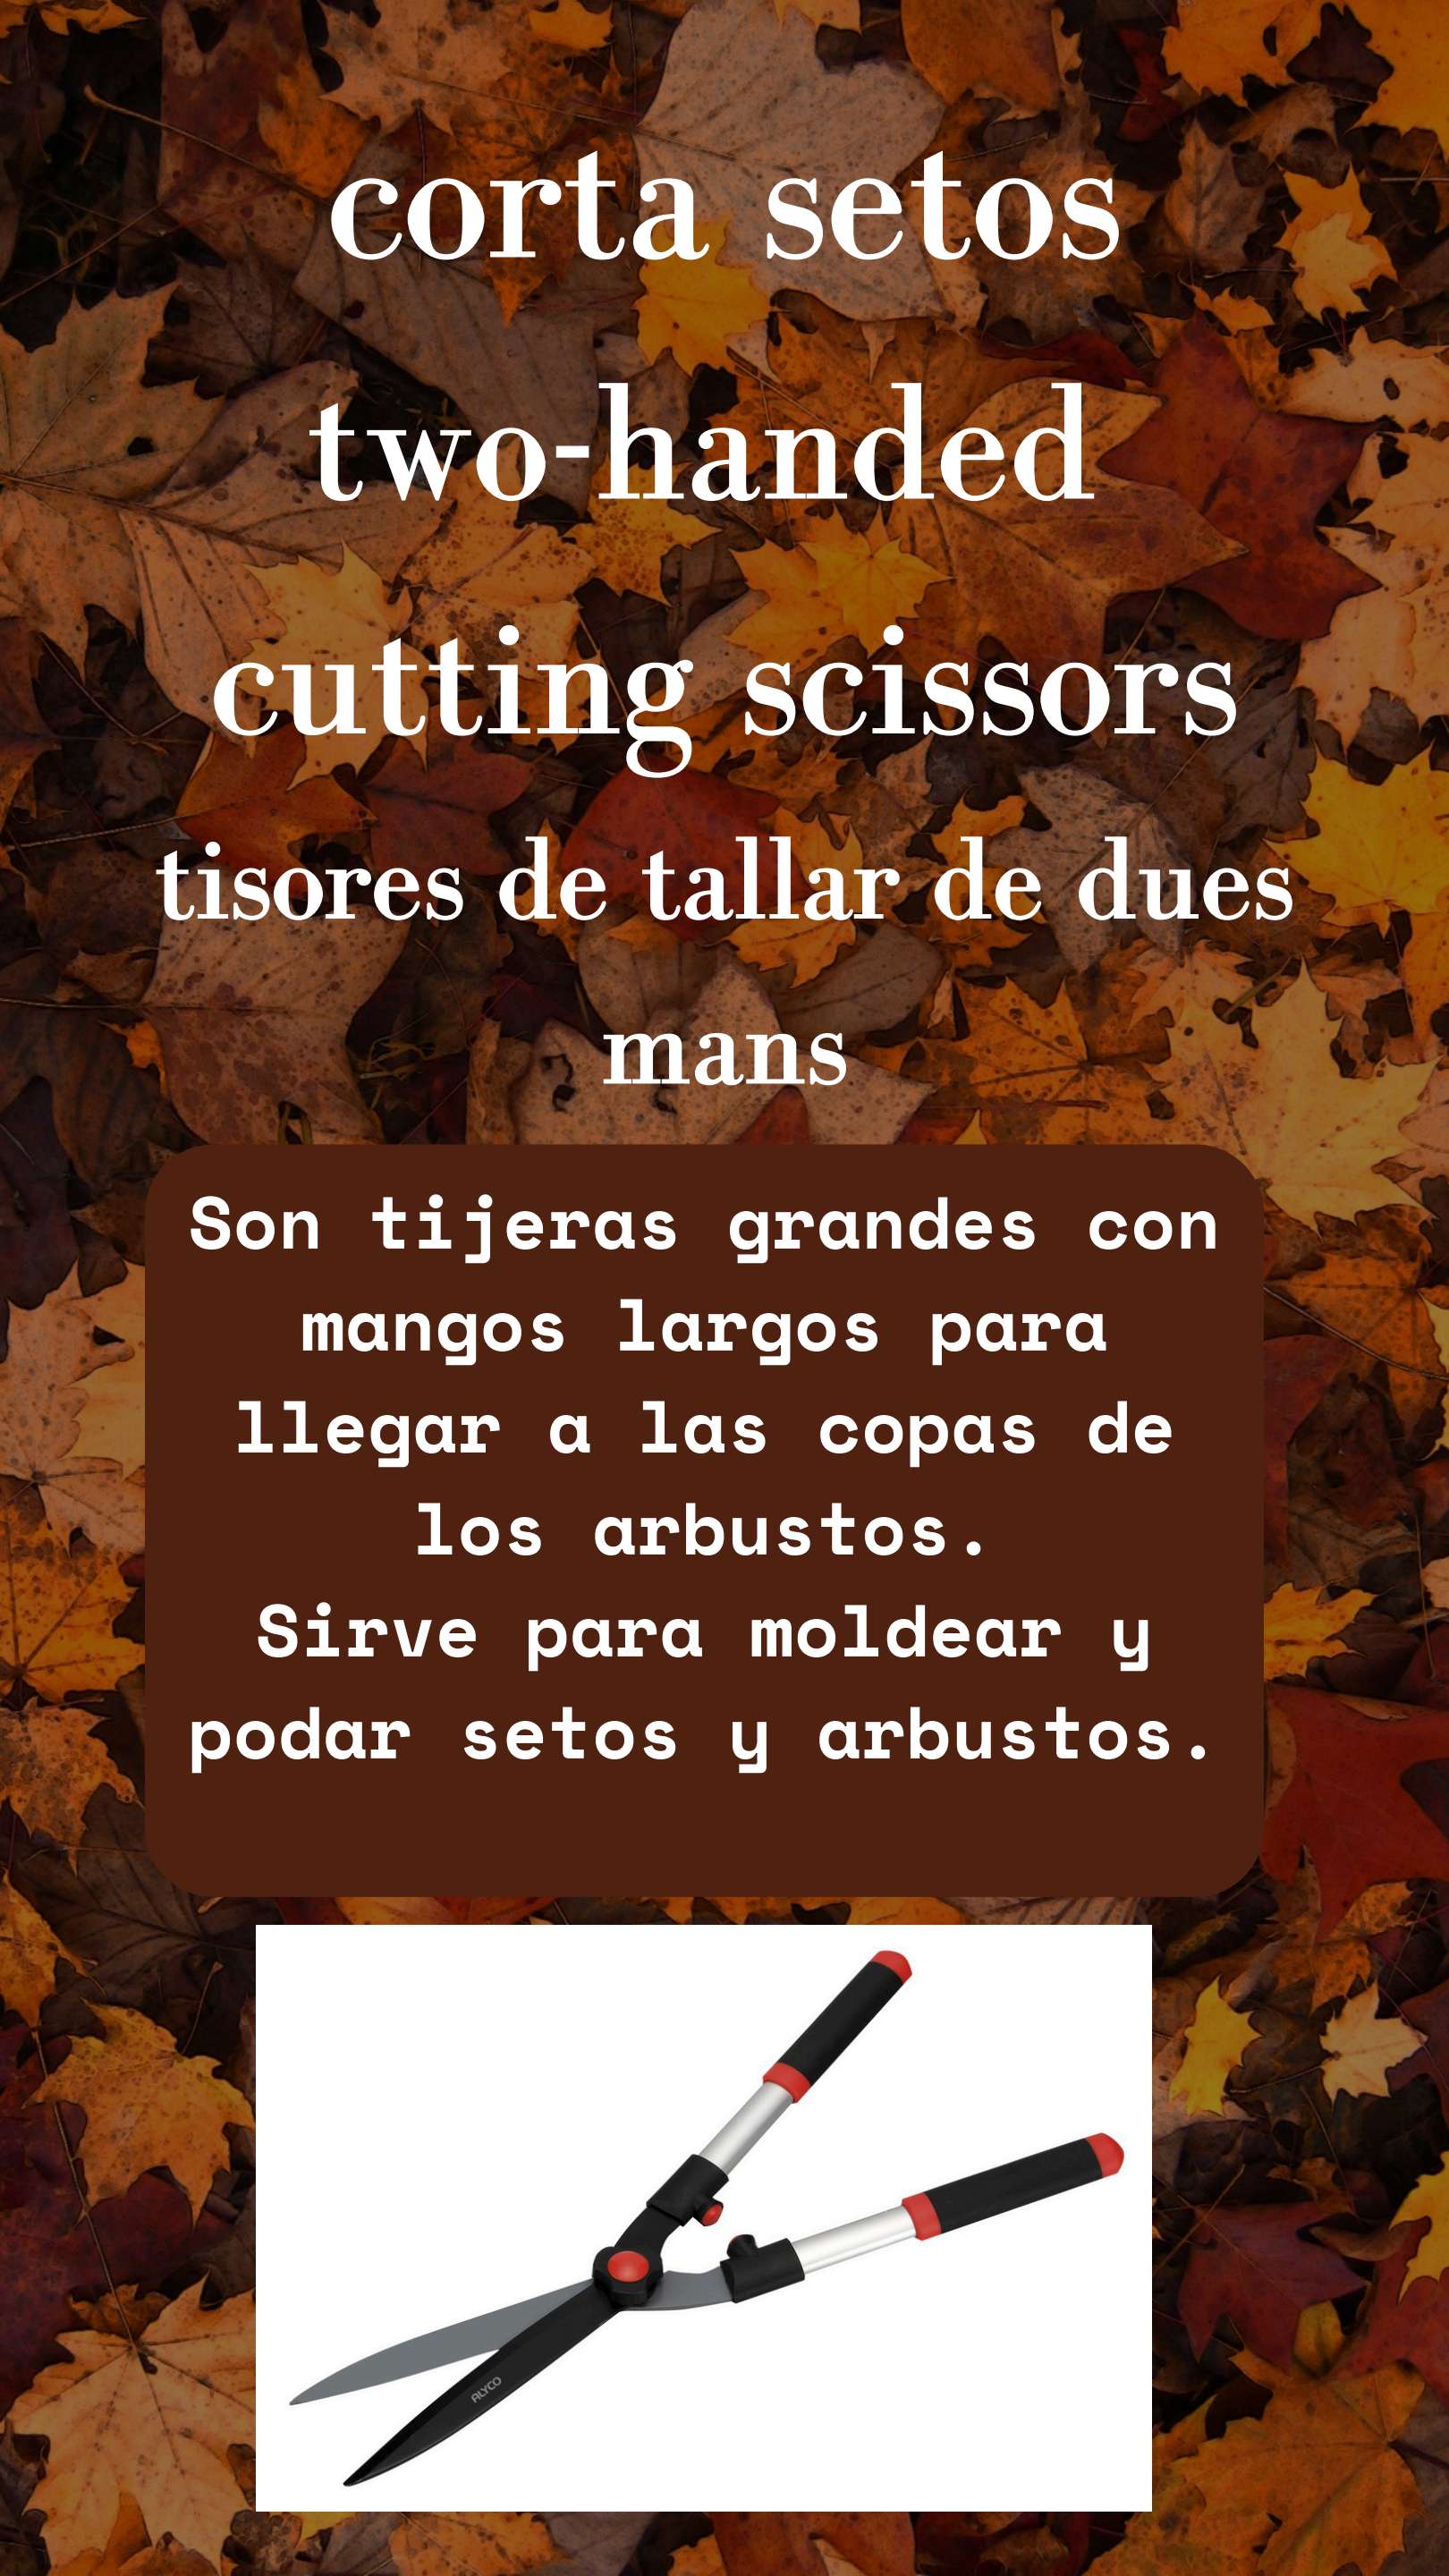 corta setos
two-handed
cutting scissors
tisores de tallar de dues
mans
Son tijeras grandes con
mangos largos para
llegar a las copas de
los arbustos.
Sirve para moldear y
podar setos y arbustos.
ALYCO